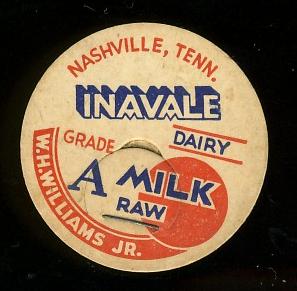 NASHVILLE, TENN.
INAVALE
DAIRY
GRADE
A MILK
RAW
W.H.WILLIAMS JR.